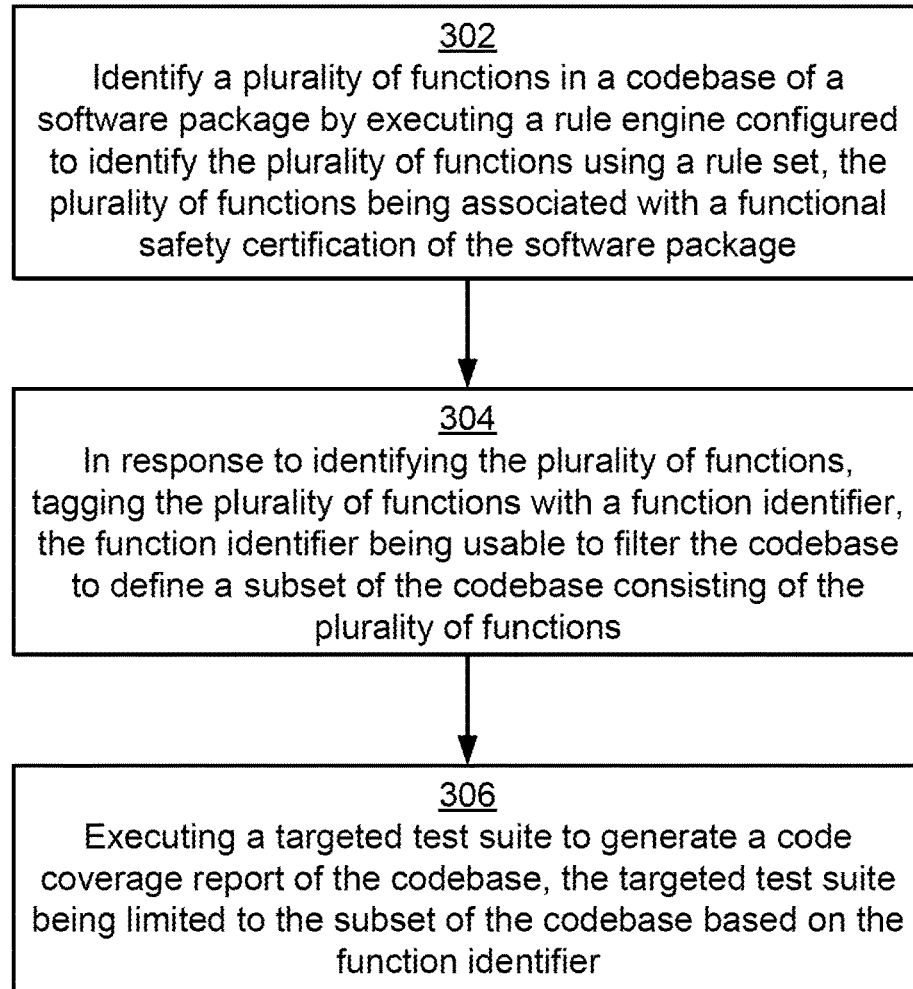 302
Identify a plurality of functions in a codebase of a
software package by executing a rule engine configured
to identify the plurality of functions using a rule set, the
plurality of functions being associated with a functional
safety certification of the software package
304
In response to identifying the plurality of functions,
tagging the plurality of functions with a function identifier,
the function identifier being usable to filter the codebase
to define a subset of the codebase consisting of the
plurality of functions
306
Executing a targeted test suite to generate a code
coverage report of the codebase, the targeted test suite
being limited to the subset of the codebase based on the
function identifier